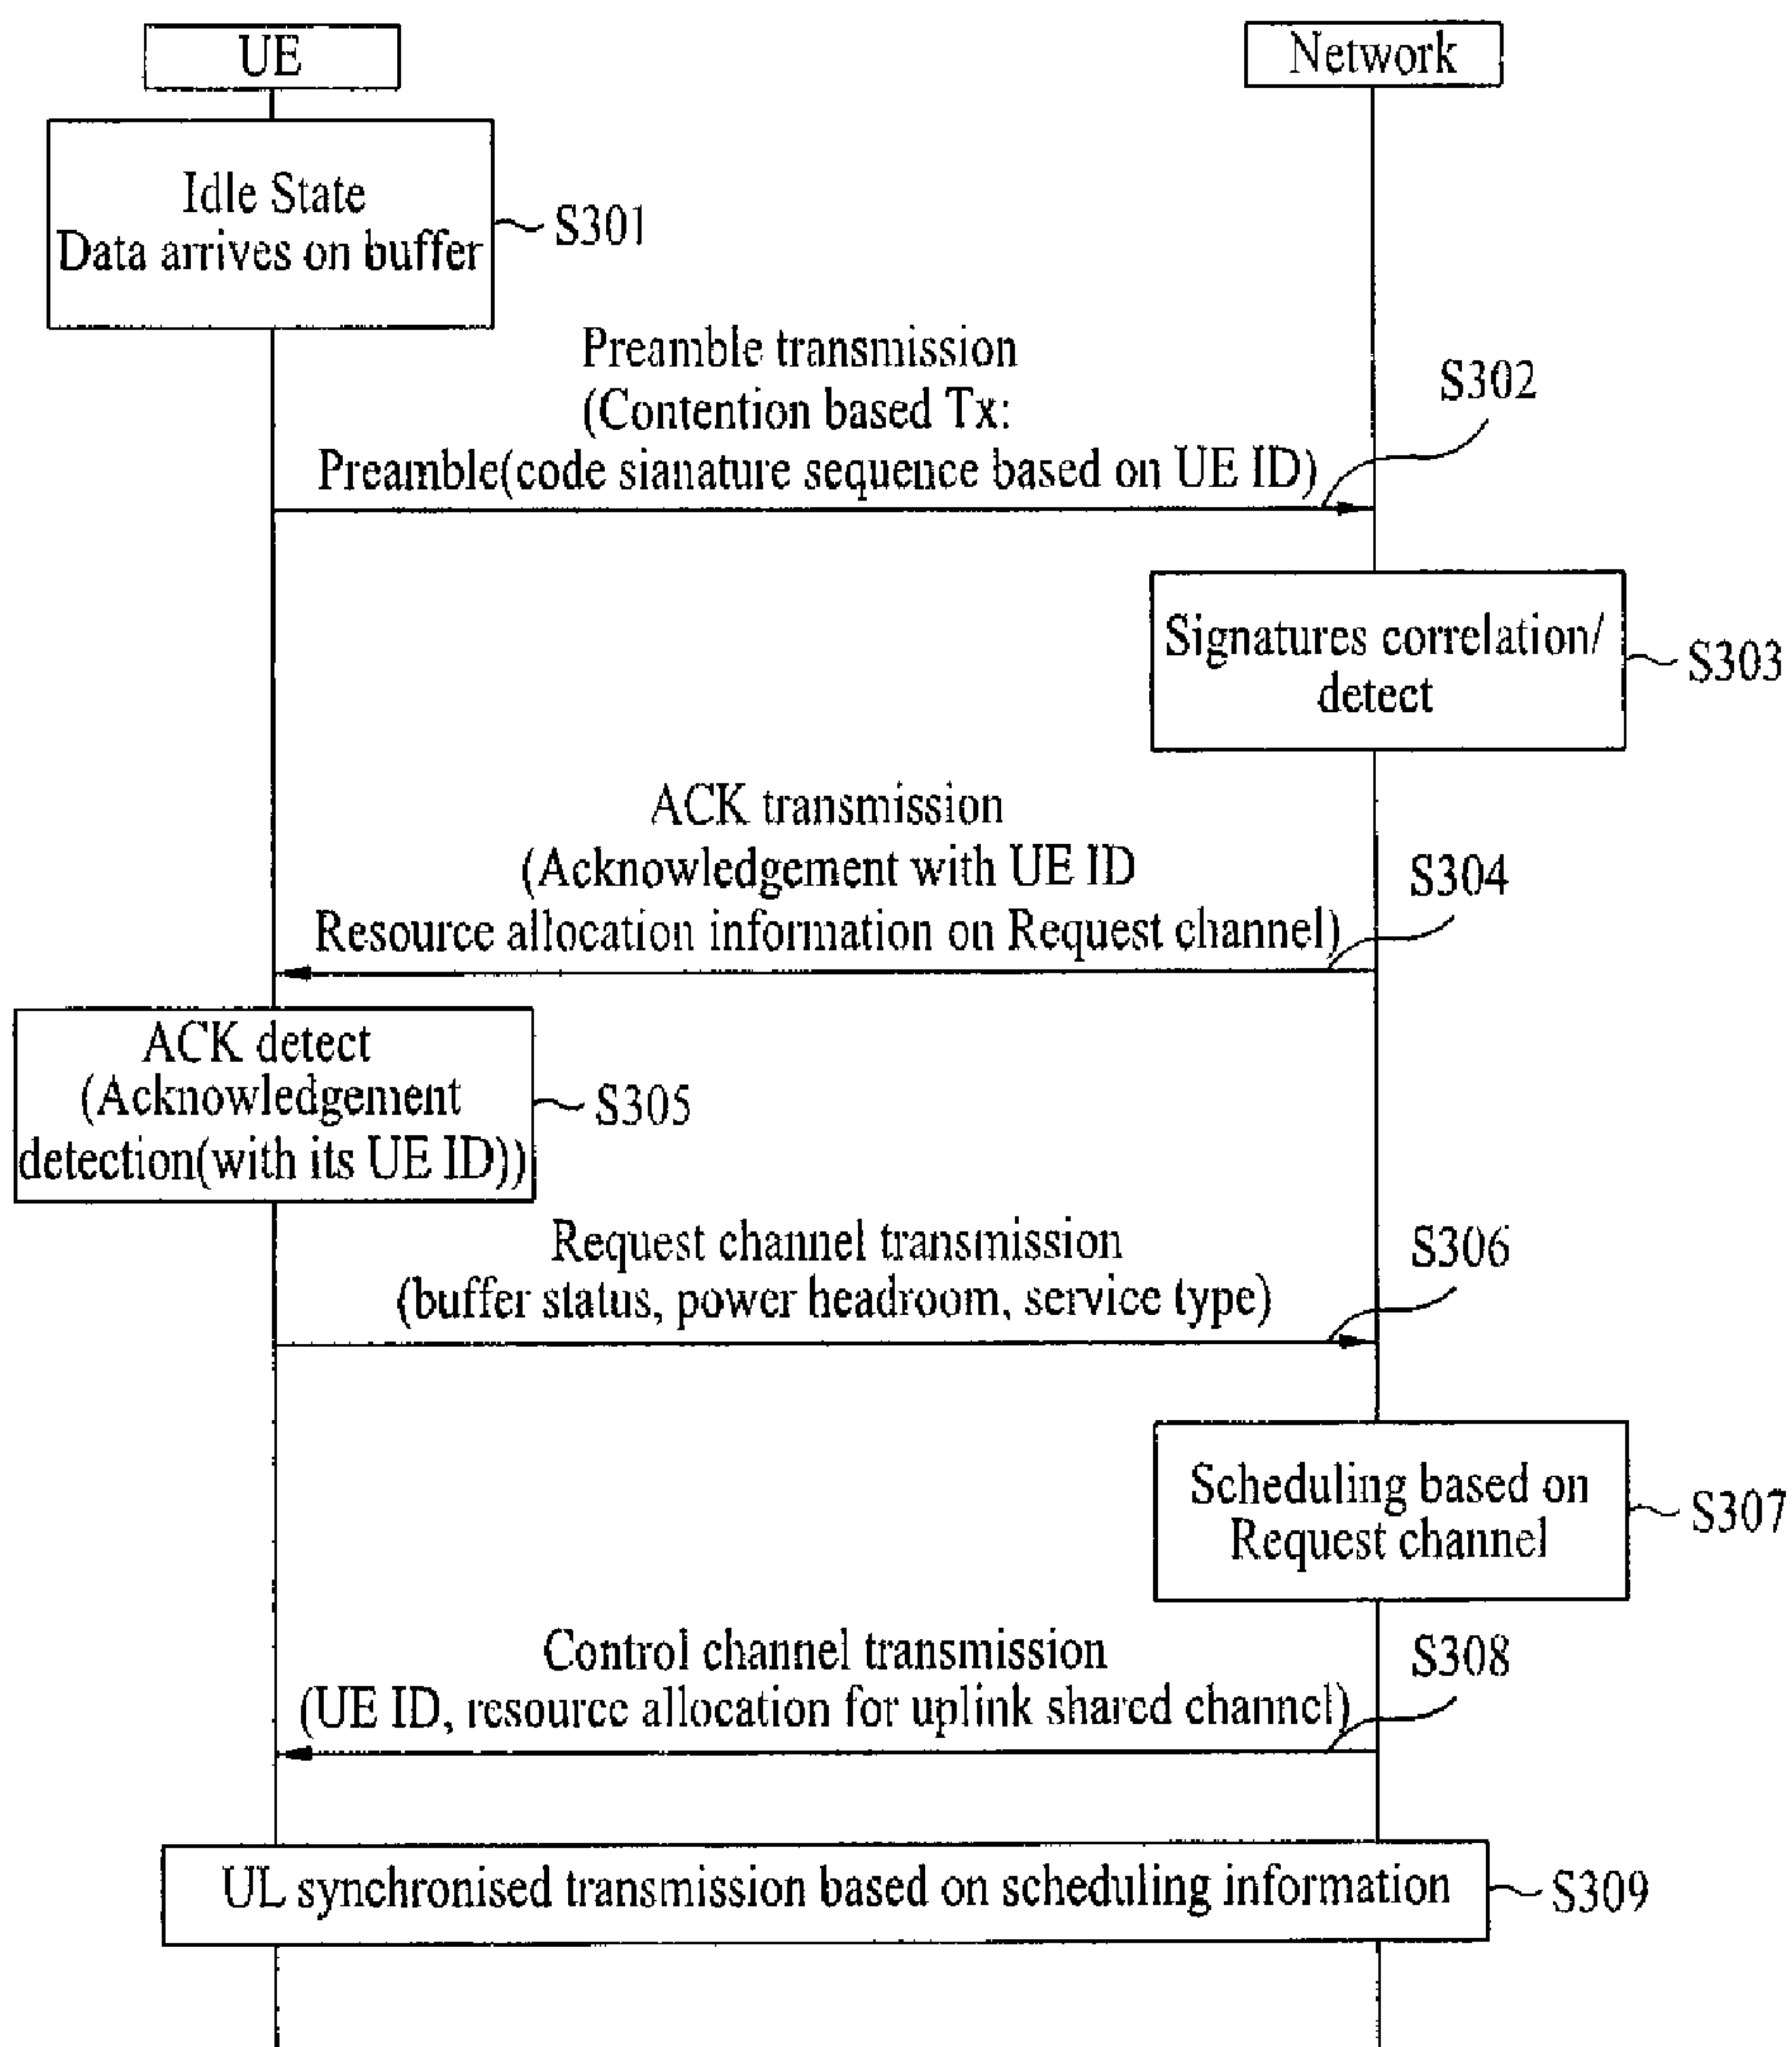 UE
Network
Idle State
Data arrives on buffer
S301
Preamble transmission
(Contention based Tx:
Preamble(code sianature sequence based on UE ID)
S302
Signatures correlation/
detect
S303
ACK transmission
(Acknowledgement with UE ID
Resource allocation information on Request channel)
S304
ACK detect
(Acknowledgement
detection(with its UE ID))
S305
Request channel transmission
(buffer status, power headroom, service type)
S306
Scheduling based on
Request channel
S307
Control channel transmission
(UE ID, resource allocation for uplink shared channel)
S308
UL synchronised transmission based on scheduling information
S309